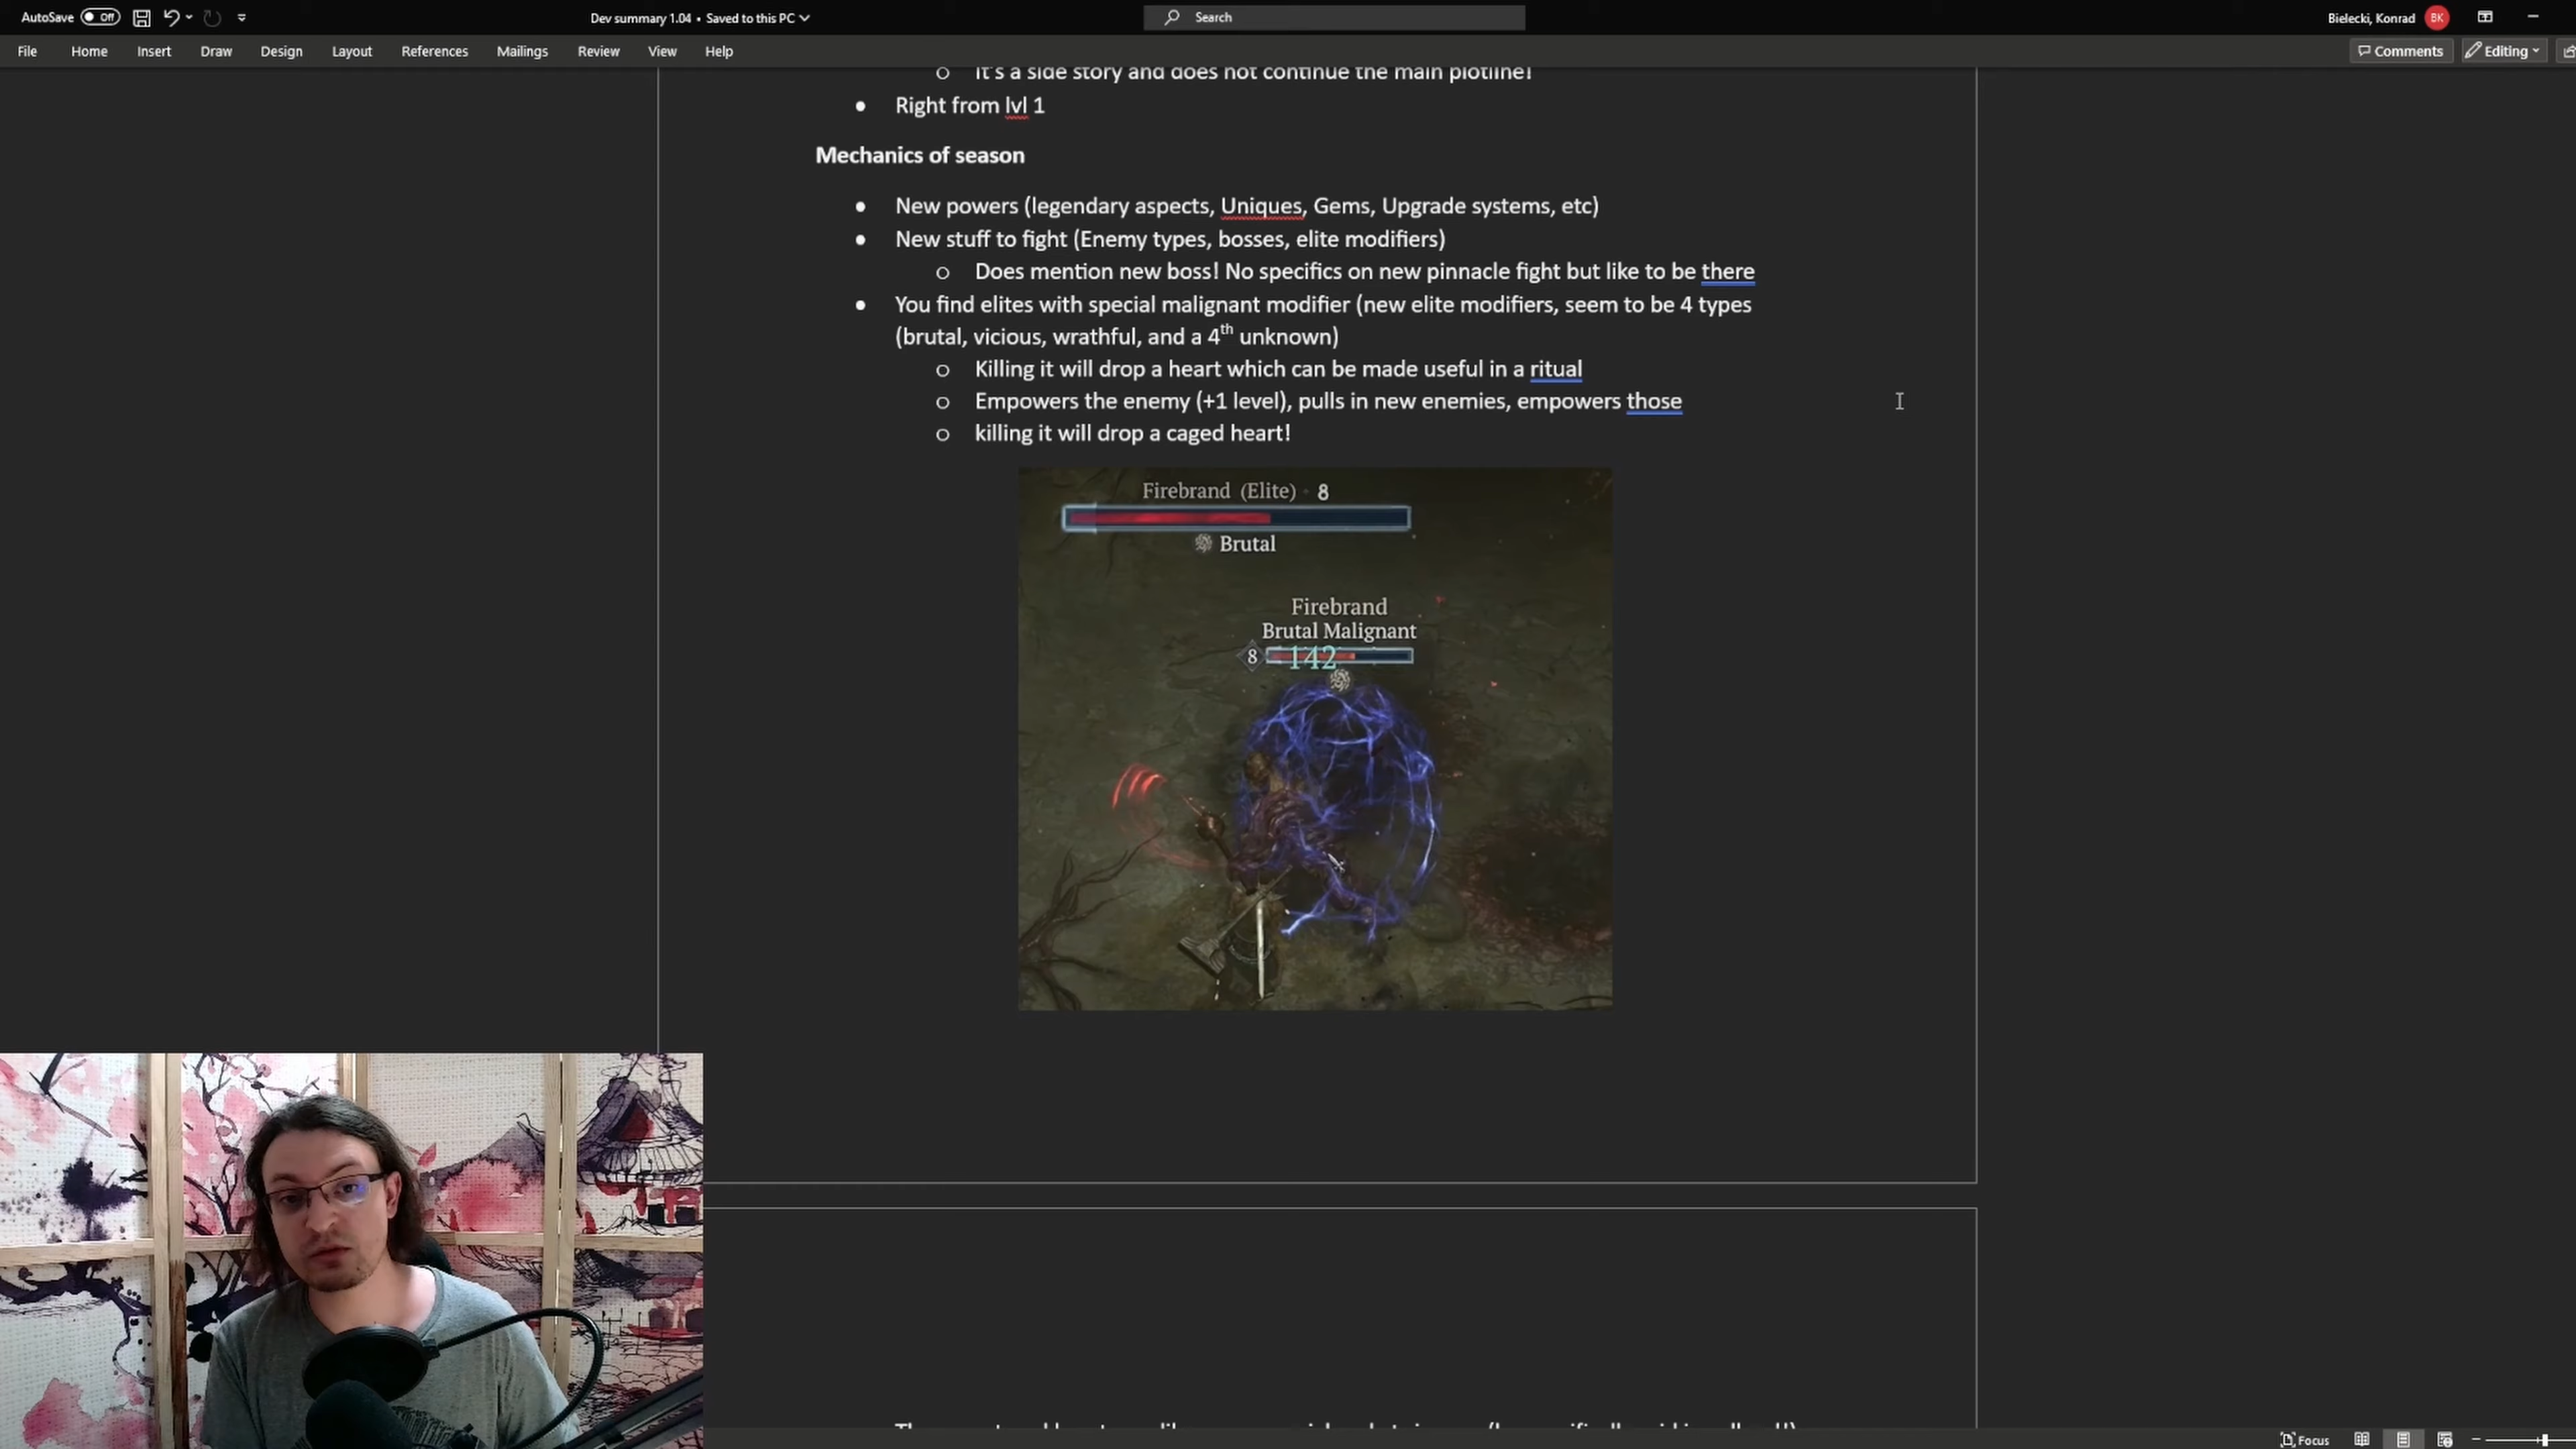 AutoSave Off Dev summary 1.04 • Saved to this PC Search Bielecki, Konrad BK
File Home Insert Draw Design Layout References Mailings Review View Help Comments Editing
o It's a side story and does not continue the main plotline!
• Right from lvl 1
Mechanics of season
• New powers (legendary aspects, Uniques, Gems, Upgrade systems, etc)
• New stuff to fight (Enemy types, bosses, elite modifiers)
o Does mention new boss! No specifics on new pinnacle fight but like to be there
• You find elites with special malignant modifier (new elite modifiers, seem to be 4 types
(brutal, vicious, wrathful, and a 4th unknown)
o Killing it will drop a heart which can be made useful in a ritual
o Empowers the enemy (+1 level), pulls in new enemies, empowers those
o killing it will drop a caged heart!
Firebrand (Elite) • 8
Brutal
Firebrand
Brutal Malignant
8 142
Focus